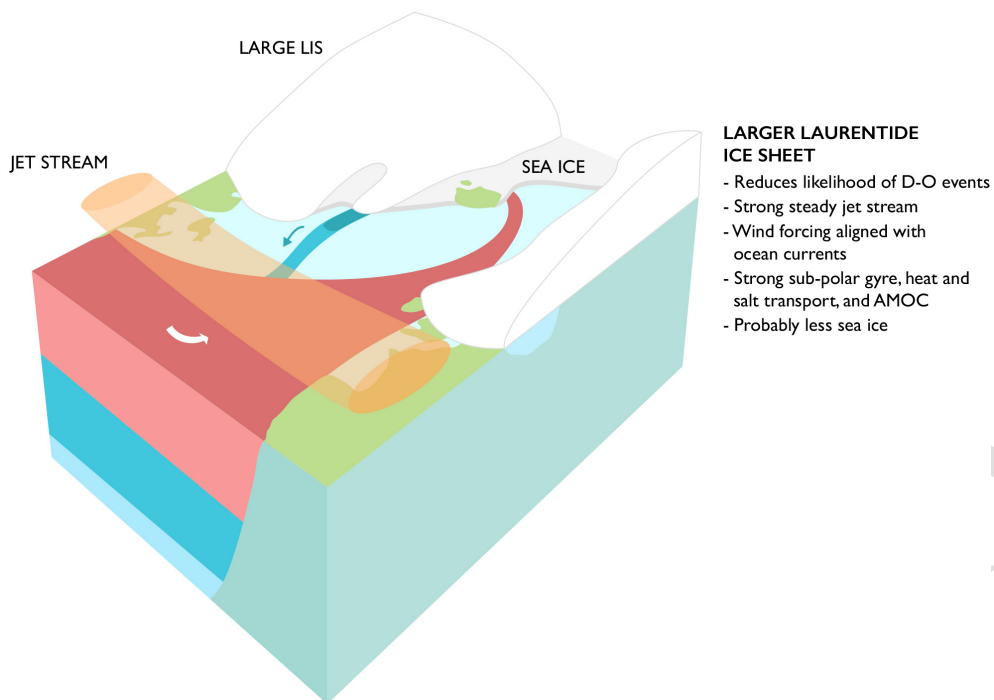 LARGE LIS
JET STREAM
SEA ICE
LARGER LAURENTIDE
ICE SHEET
- Reduces likelihood of D-O events
- Strong steady jet stream
- Wind forcing aligned with
ocean currents
- Strong sub-polar gyre, heat and
salt transport, and AMOC
- Probably less sea ice